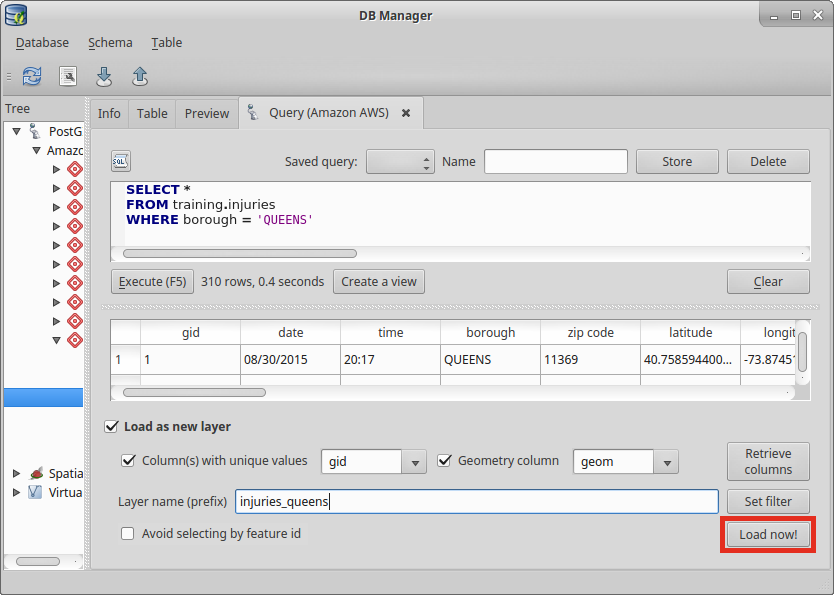 DB Manager
Database Schema Table
Tree
Info Table Preview Query (Amazon AWS)
PostG
Amazo
Saved query: Name Store Delete
SQL
SELECT *
FROM training.injuries
WHERE borough = 'QUEENS'
Execute (F5) 310 rows, 0.4 seconds Create a view Clear
gid date time borough zip code latitude longit
1 1 08/30/2015 20:17 QUEENS 11369 40.758594400... -73.87451
Load as new layer
Column(s) with unique values gid Geometry column geom Retrieve columns
Spatia
Virtua
Layer name (prefix) injuries_queens Set filter
Avoid selecting by feature id Load now!